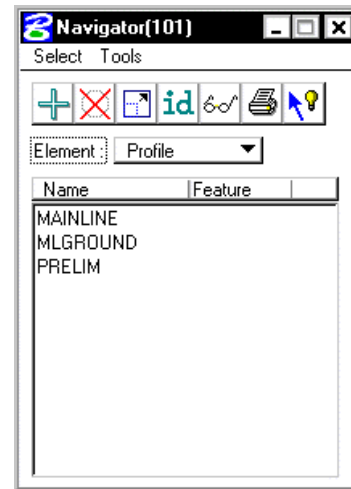 Navigator(101)
Select Tools
id
Element : Profile
Name Feature
MAINLINE
MLGROUND
PRELIM